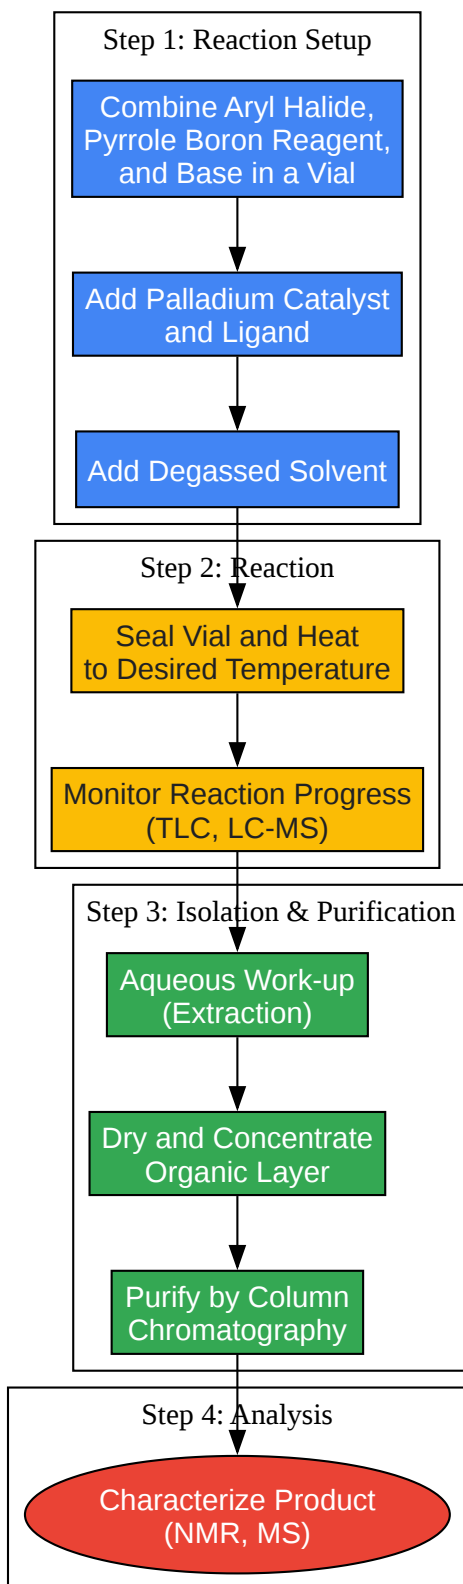 Step 1: Reaction Setup
Combine Aryl Halide,
Pyrrole Boron Reagent,
and Base in a Vial
Add Palladium Catalyst
and Ligand
Add Degassed Solvent
Step 2: Reaction
Seal Vial and Heat
to Desired Temperature
Monitor Reaction Progress
(TLC, LC-MS)
Step 3: Isolation & Purification
Aqueous Work-up
(Extraction)
Dry and Concentrate
Organic Layer
Purify by Column
Chromatography
Step 4: Analysis
Characterize Product
(NMR, MS)